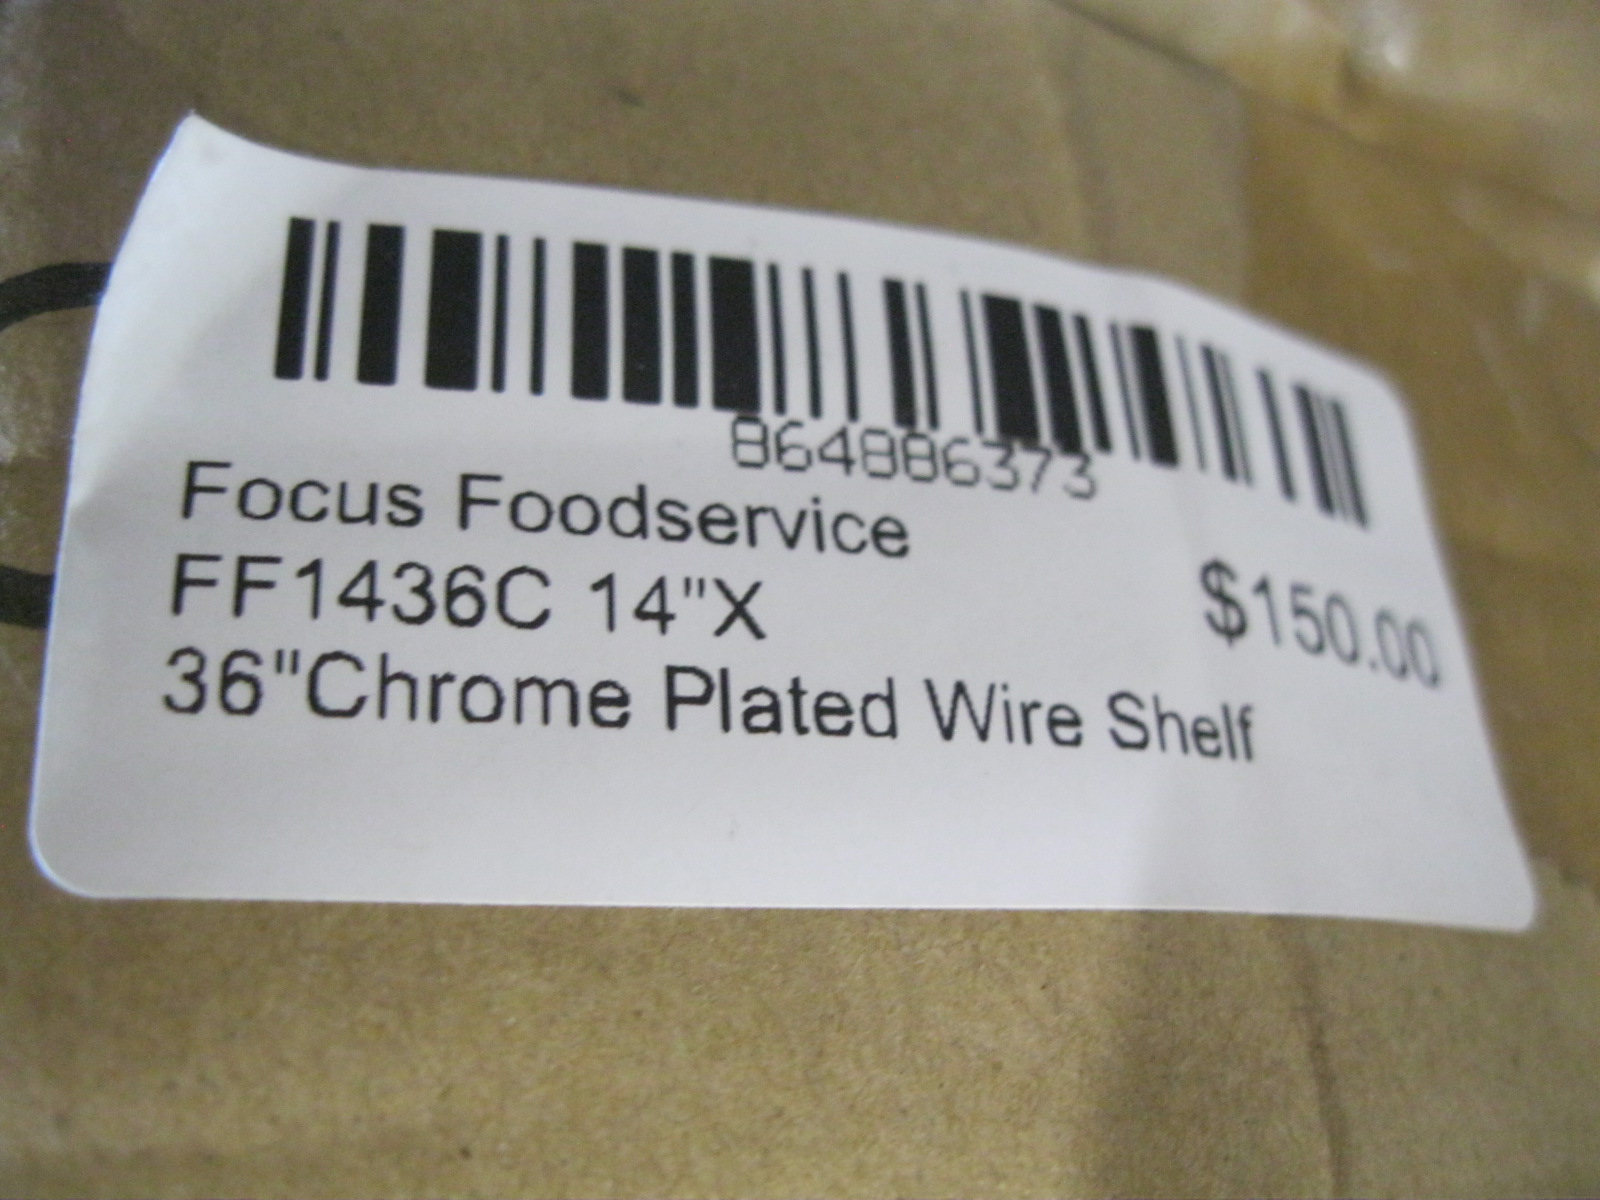 864886373
Focus Foodservice
FF1436C 14"X
$150.00
36"Chrome Plated Wire Shelf